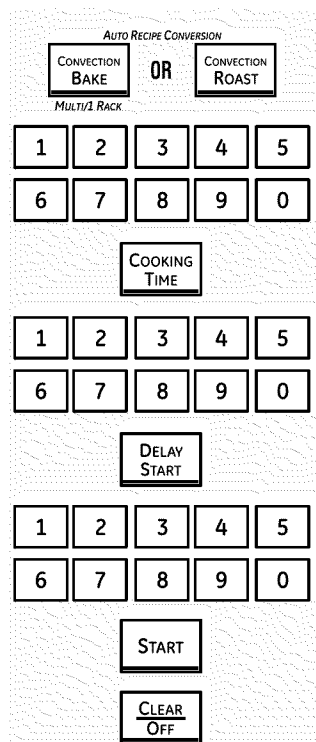 AUTO RECIPE CONVERSION
CONVECTION BAKE OR CONVECTION ROAST
MULTI/1 RACK
1 2 3 4 5
6 7 8 9 0
COOKING
TIME
1 2 3 4 5
6 7 8 9 0
DELAY
START
1 2 3 4 5
6 7 8 9 0
START
CLEAR
OFF